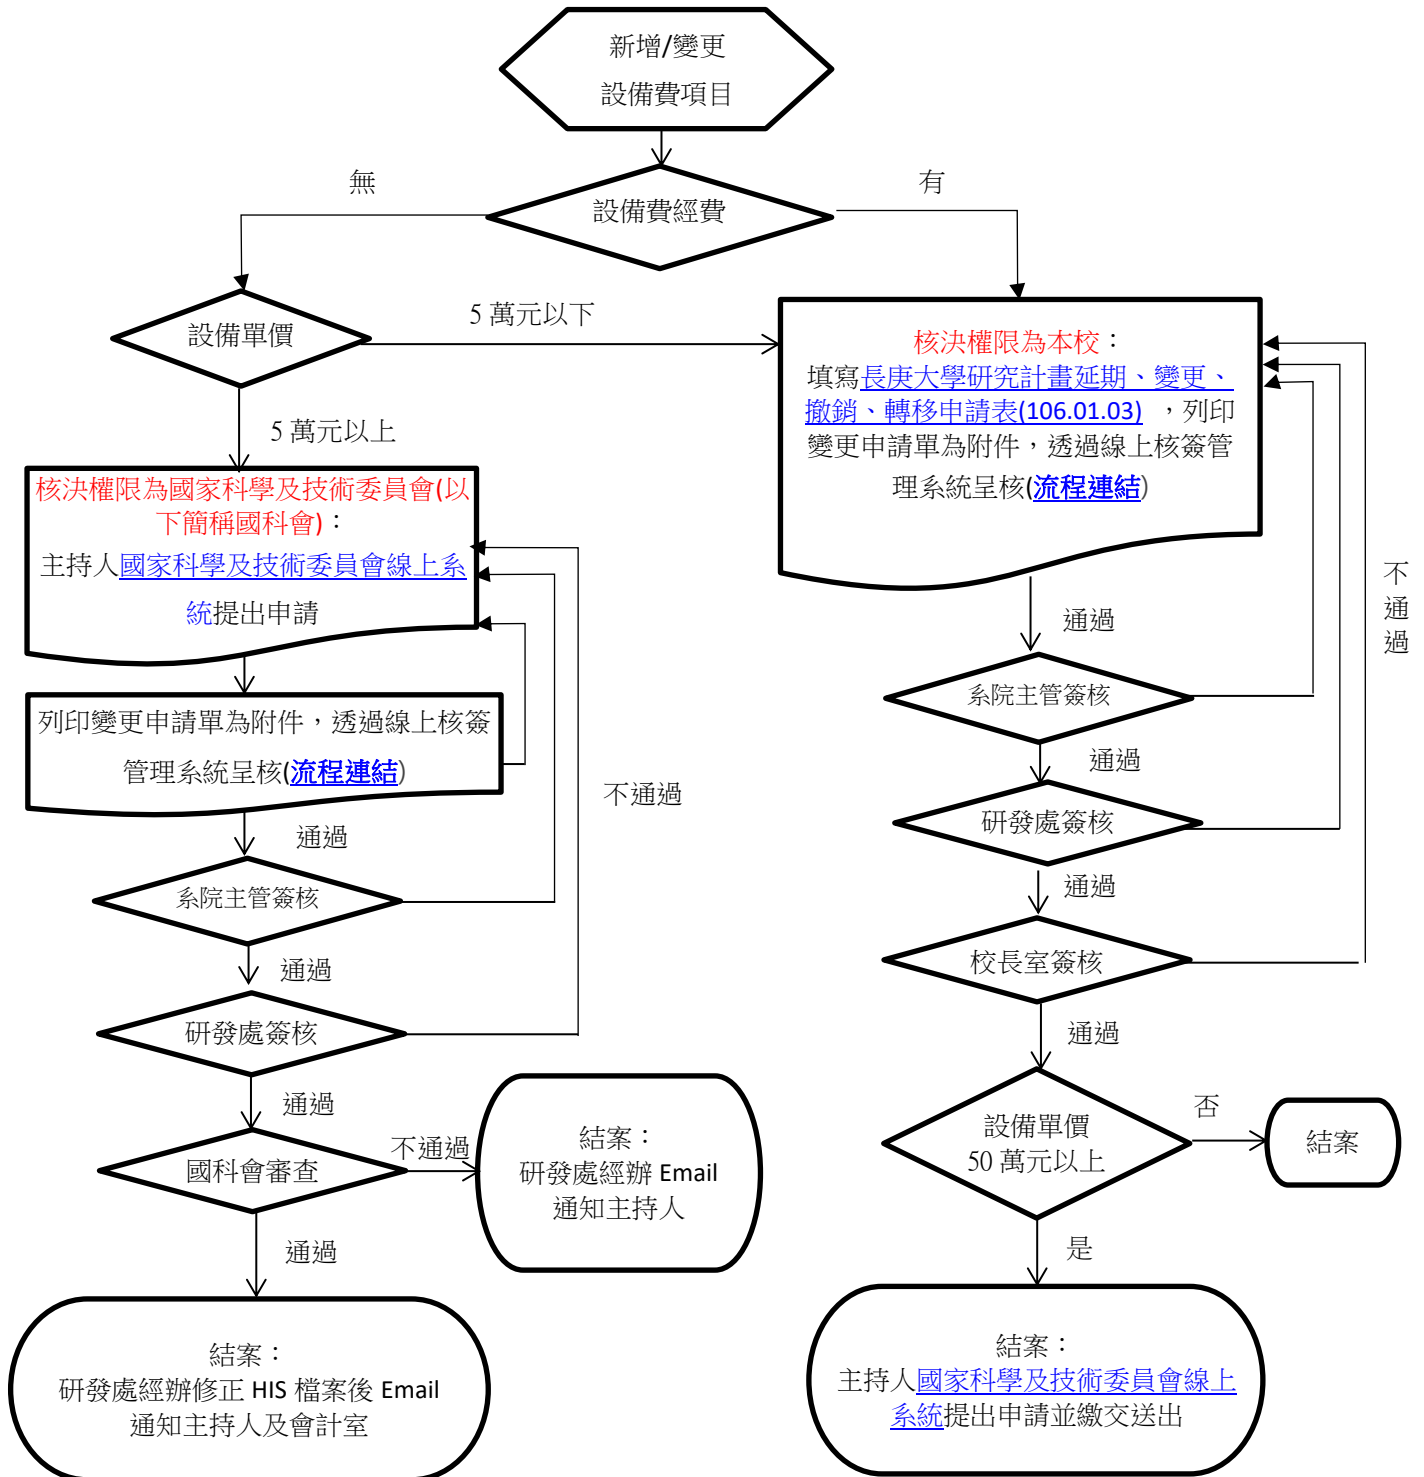 新增/變更
設備費項目
無
有
設備費經費
設備單價
5 萬元以下
5 萬元以上
核決權限為國家科學及技術委員會(以
下簡稱國科會)：
主持人國家科學及技術委員會線上系
統提出申請
列印變更申請單為附件，透過線上核簽
管理系統呈核(流程連結)
不通過
通過
系院主管簽核
通過
研發處簽核
通過
國科會審查
不通過
結案：
研發處經辦 Email
通知主持人
通過
結案：
研發處經辦修正 HIS 檔案後 Email
通知主持人及會計室
核決權限為本校：
填寫長庚大學研究計畫延期、變更、
撤銷、轉移申請表(106.01.03) ，列印
變更申請單為附件，透過線上核簽管
理系統呈核(流程連結)
不
通
過
通過
系院主管簽核
通過
研發處簽核
通過
校長室簽核
通過
設備單價
50 萬元以上
否
結案
是
結案：
主持人國家科學及技術委員會線上
系統提出申請並繳交送出